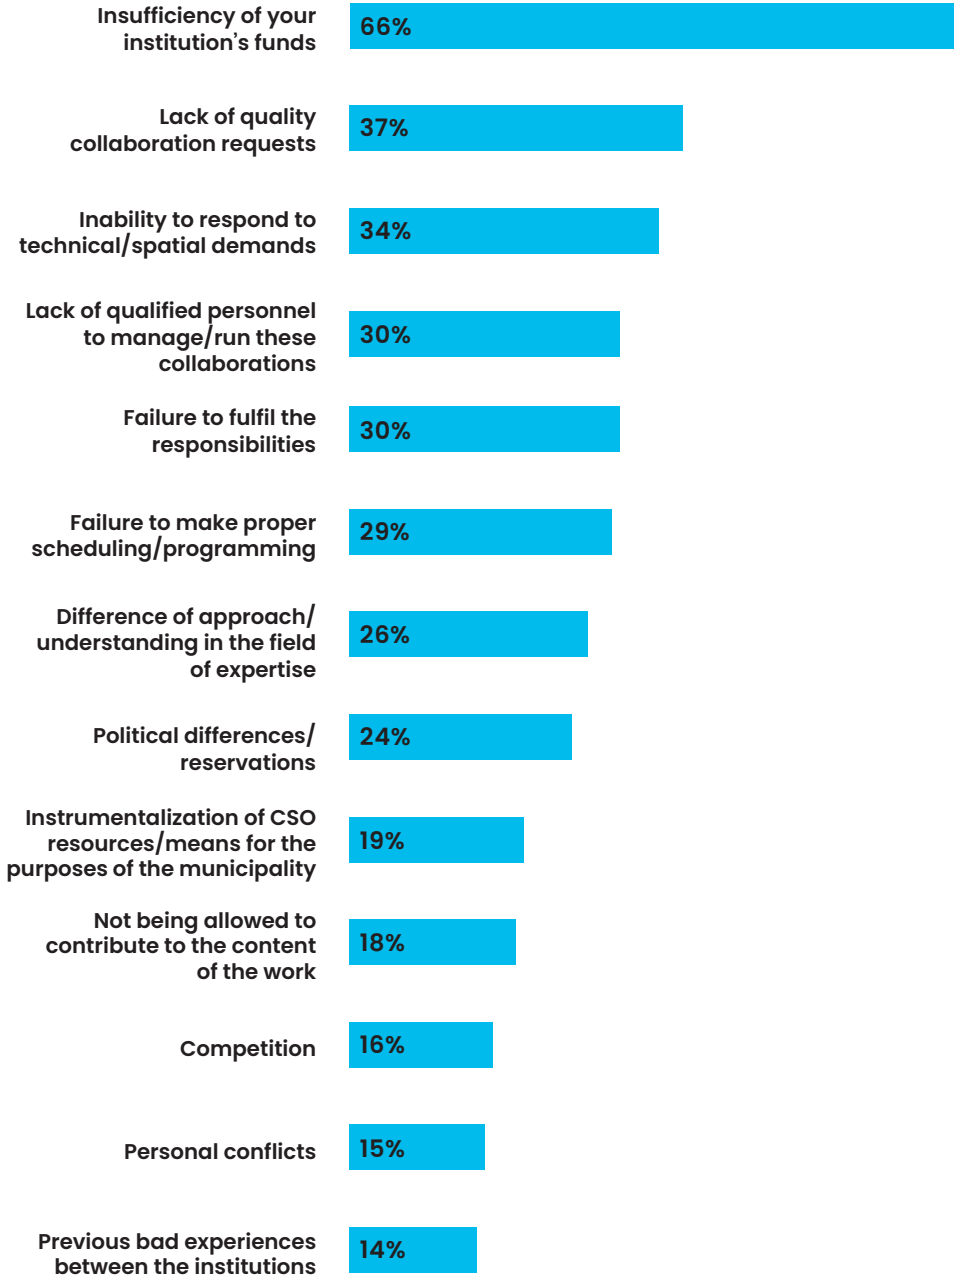 Insufficiency of your
institution’s funds
66%
Lack of quality
collaboration requests
37%
Inability to respond to
technical/spatial demands
34%
Lack of qualified personnel
to manage/run these
collaborations
30%
Failure to fulfil the
responsibilities
30%
Failure to make proper
scheduling/programming
29%
Difference of approach/
understanding in the field
of expertise
26%
Political differences/
reservations
24%
Instrumentalization of CSO
resources/means for the
purposes of the municipality
19%
Not being allowed to
contribute to the content
of the work
18%
Competition
16%
Personal conflicts
15%
Previous bad experiences
between the institutions
14%